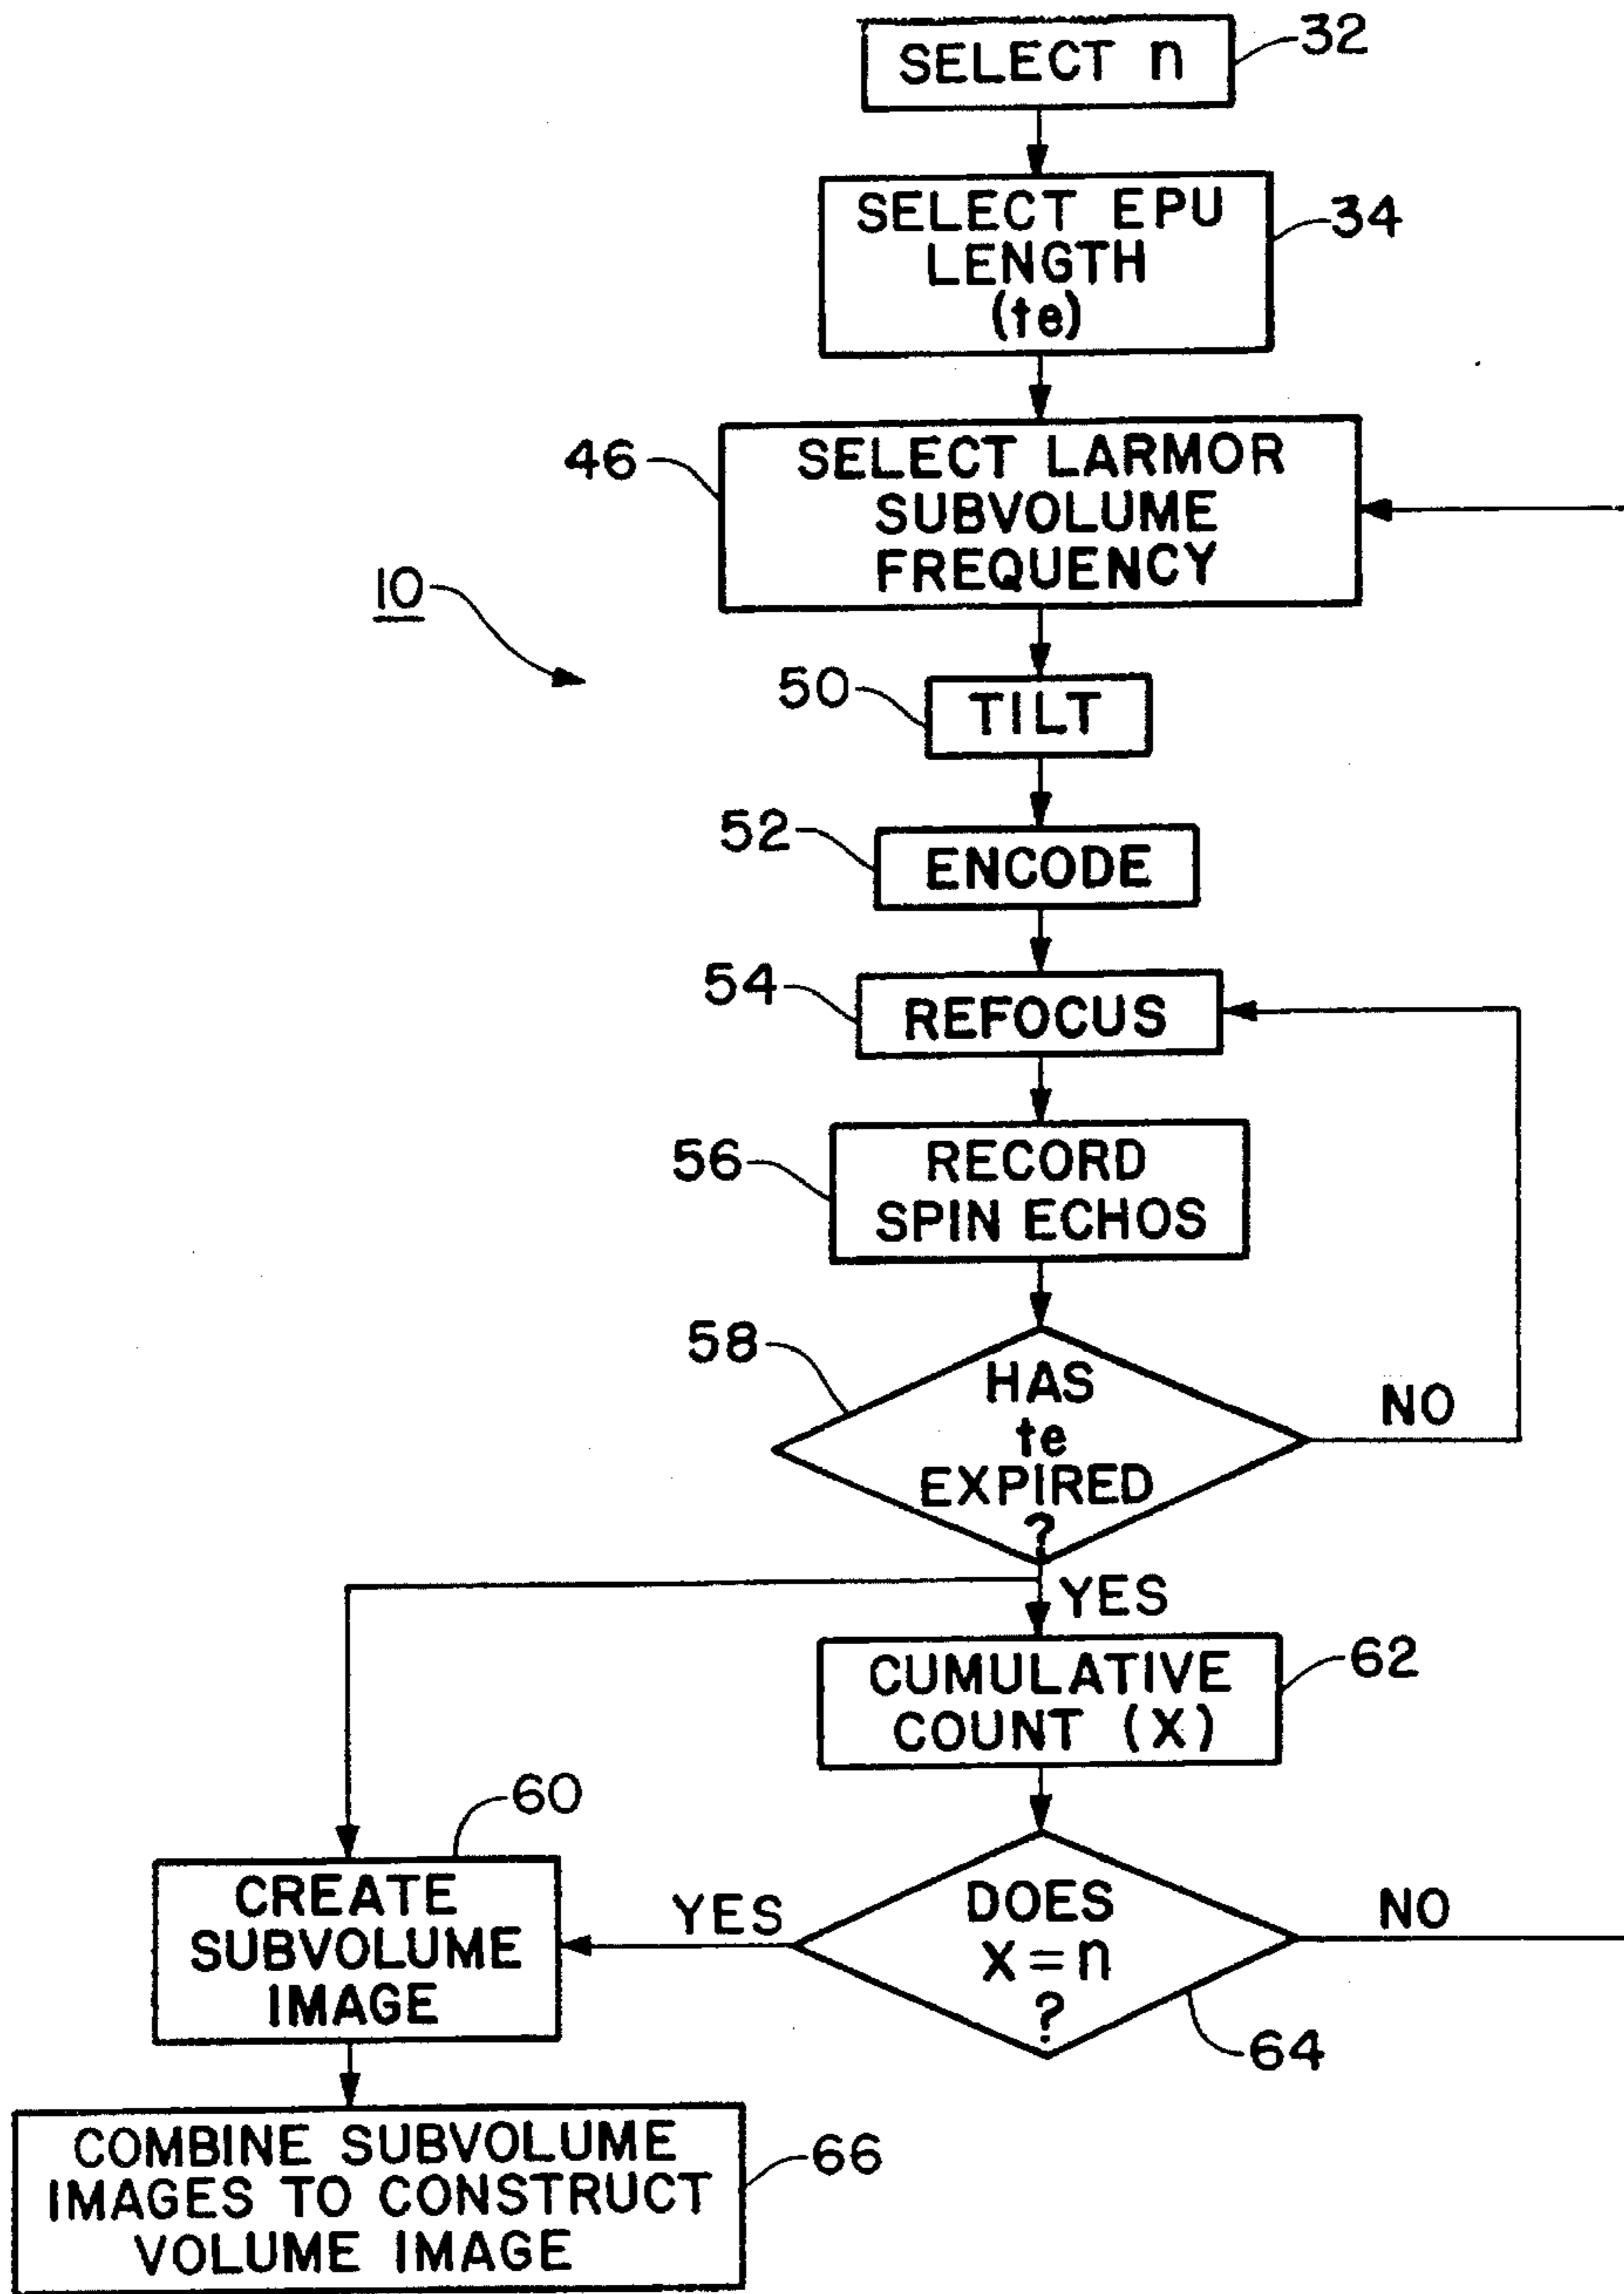 SELECT n
32
SELECT EPU
LENGTH
(te)
34
46
SELECT LARMOR
SUBVOLUME
FREQUENCY
10
50
TILT
52
ENCODE
54
REFOCUS
56
RECORD
SPIN ECHOS
58
HAS
te
EXPIRED
?
NO
YES
62
CUMULATIVE
COUNT (X)
60
CREATE
SUBVOLUME
IMAGE
YES
DOES
X = n
?
NO
64
COMBINE SUBVOLUME
IMAGES TO CONSTRUCT
VOLUME IMAGE
66